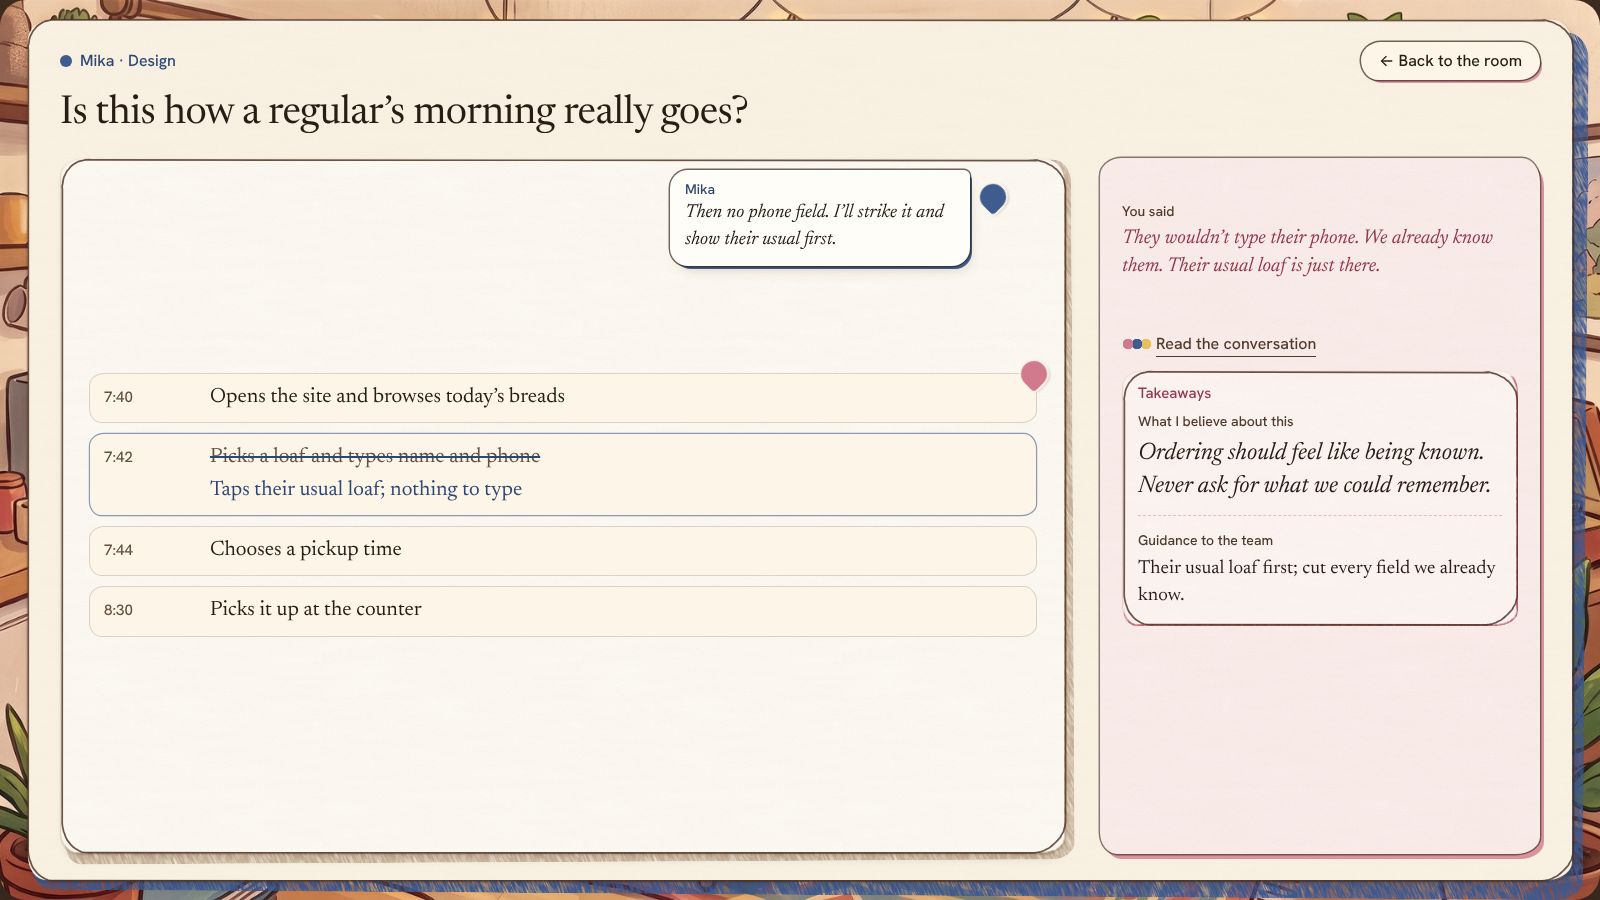 Mika · Design
← Back to the room
Is this how a regular’s morning really goes?
Mika
Then no phone field. I’ll strike it and
show their usual first.
7:40 Opens the site and browses today’s breads
7:42 Picks a loaf and types name and phone
Taps their usual loaf; nothing to type
7:44 Chooses a pickup time
8:30 Picks it up at the counter
You said
They wouldn’t type their phone. We already know
them. Their usual loaf is just there.
Read the conversation
Takeaways
What I believe about this
Ordering should feel like being known.
Never ask for what we could remember.
Guidance to the team
Their usual loaf first; cut every field we already
know.